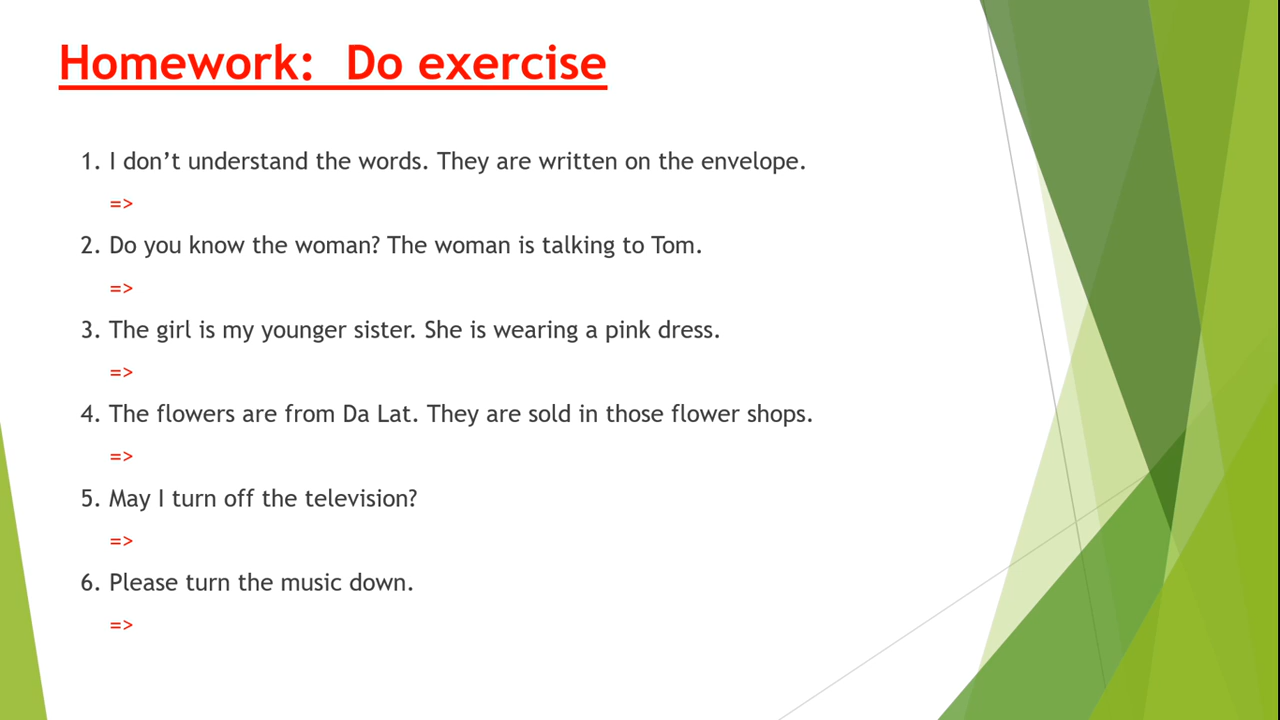 Homework:  Do exercise
1. I don’t understand the words. They are written on the envelope.
=>
2. Do you know the woman? The woman is talking to Tom.
=>
3. The girl is my younger sister. She is wearing a pink dress.
=>
4. The flowers are from Da Lat. They are sold in those flower shops.
=>
5. May I turn off the television?
=>
6. Please turn the music down.
=>